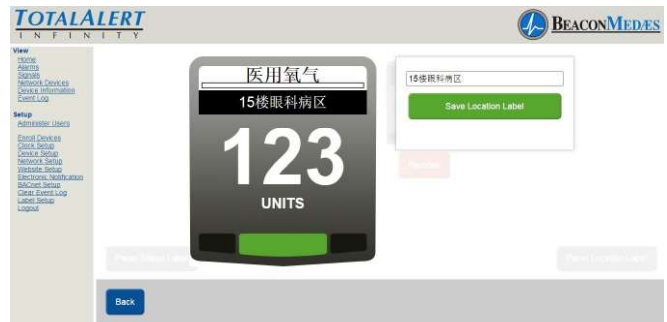 TOTALALERT
INFINITY
BEACONMEDÆS
View
Home
Alarms
Signals
Network Devices
Device Information
Event Log
Setup
Administer Users
Enroll Devices
Clock Setup
Device Setup
Network Setup
Website Setup
Electronic Notification
BACnet Setup
Clear Event Log
Label Setup
Logout
医用氧气
15楼眼科病区
123
UNITS
15楼眼科病区
Save Location Label
Back